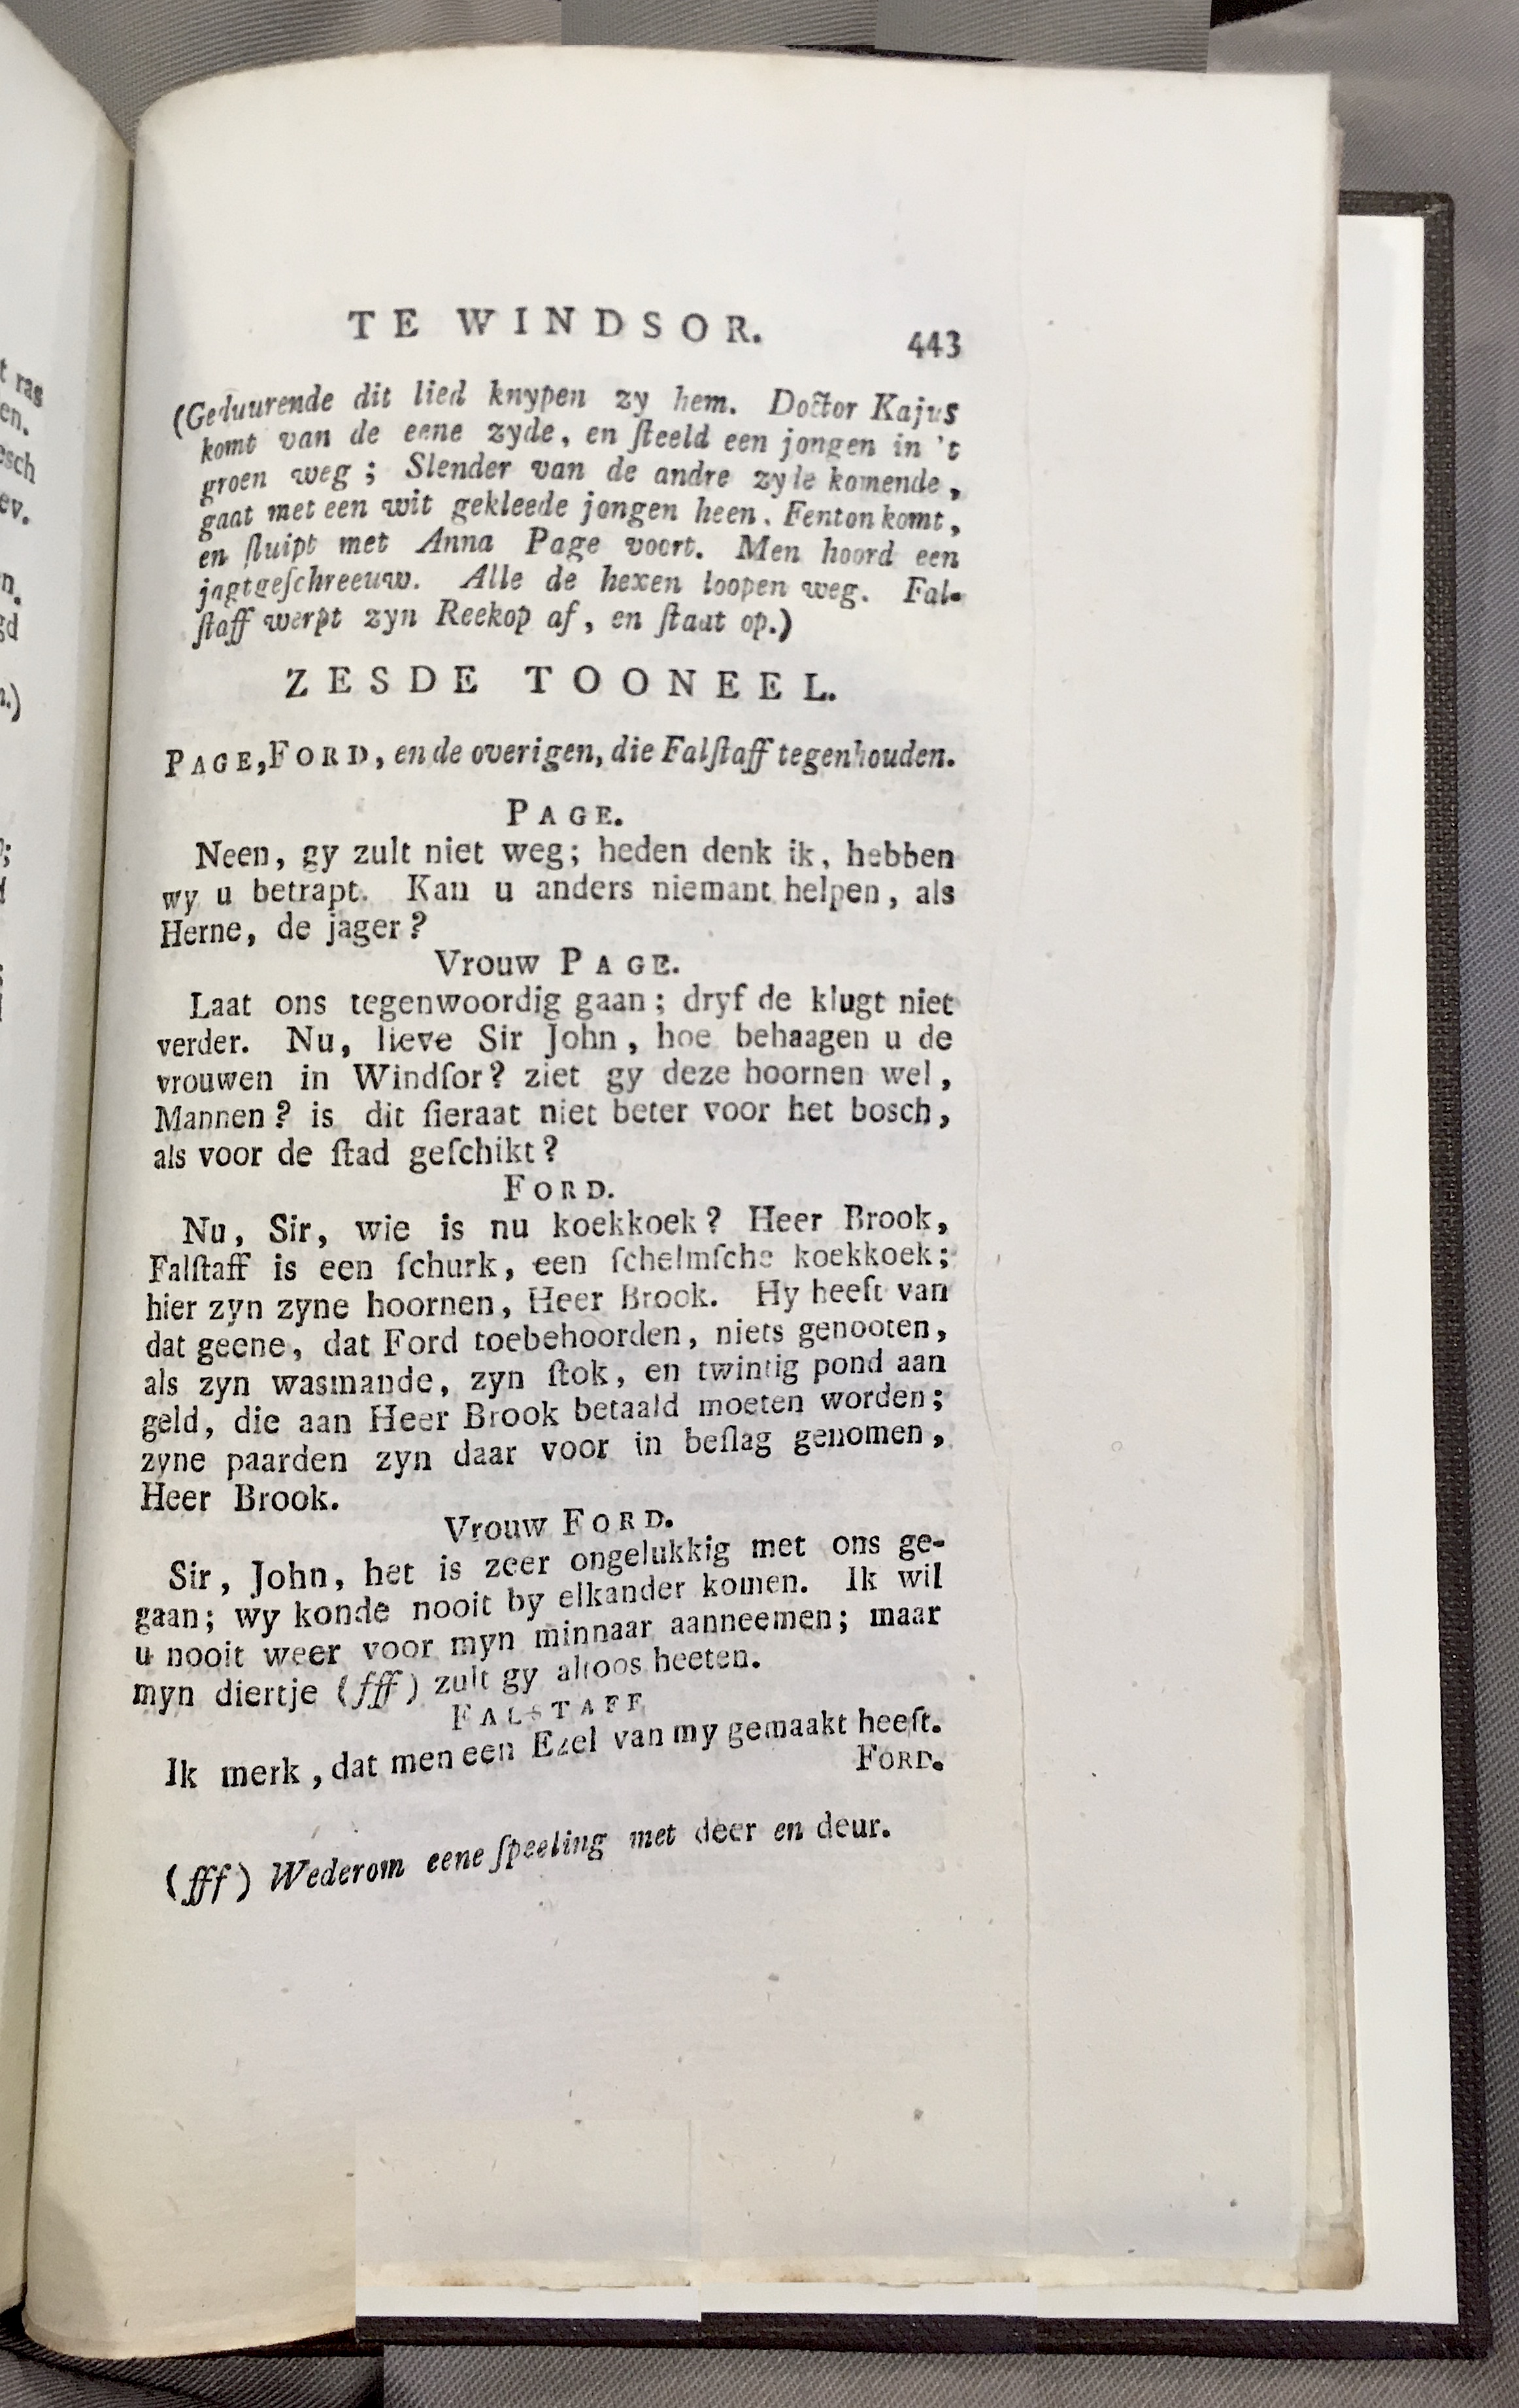 TE WINDSOR. 443
(Geduurende dit lied knypen zy hem. Doctor Kajus
komt van de eene zyde, en ſteeld een jongen in 't
groen weg; Slender van de andre zyde komende,
gaat met een wit gekleede jongen heen. Fenton komt,
en ſluipt met Anna Page voort. Men hoord een
jagtgeſchreeuw. Alle de hexen loopen weg. Fal-
ſtaff werpt zyn Reekop af, en ſtaat op.)
ZESDE TOONEEL.
PAGE, FORD, en de overigen, die Falſtaff tegenhouden.
PAGE.
Neen, gy zult niet weg; heden denk ik, hebben
wy u betrapt. Kan u anders niemant helpen, als
Herne, de jager?
Vrouw PAGE.
Laat ons tegenwoordig gaan; dryf de klugt niet
verder. Nu, lieve Sir John, hoe behaagen u de
vrouwen in Windſor? ziet gy deze hoornen wel,
Mannen? is dit ſieraat niet beter voor het bosch,
als voor de ſtad geſchikt?
FORD.
Nu, Sir, wie is nu koekkoek? Heer Brook,
Falſtaff is een ſchurk, een ſchelmſche koekkoek;
hier zyn zyne hoornen, Heer Brook. Hy heeft van
dat geene, dat Ford toebehoorden, niets genooten,
als zyn wasmande, zyn ſtok, en twintig pond aan
geld, die aan Heer Brook betaald moeten worden;
zyne paarden zyn daar voor in beſlag genomen,
Heer Brook.
Vrouw FORD.
Sir, John, het is zeer ongelukkig met ons ge-
gaan; wy konde nooit by elkander komen. Ik wil
u nooit weer voor myn minnaar aanneemen; maar
myn diertje (fff) zult gy altoos heeten.
FALSTAFF
Ik merk, dat men een Ezel van my gemaakt heeft.
FORD.
(fff) Wederom eene ſpeeling met deer en deur.